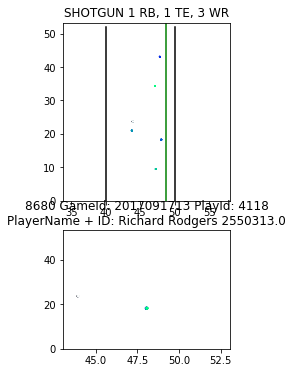 SHOTGUN 1 RB, 1 TE, 3 WR
50
40
30
20
10
0
35 40 45 50 55
8680 GameId: 2017091713 PlayId: 4118
PlayerName + ID: Richard Rodgers 2550313.0
40
20
0
45.0 47.5 50.0 52.5